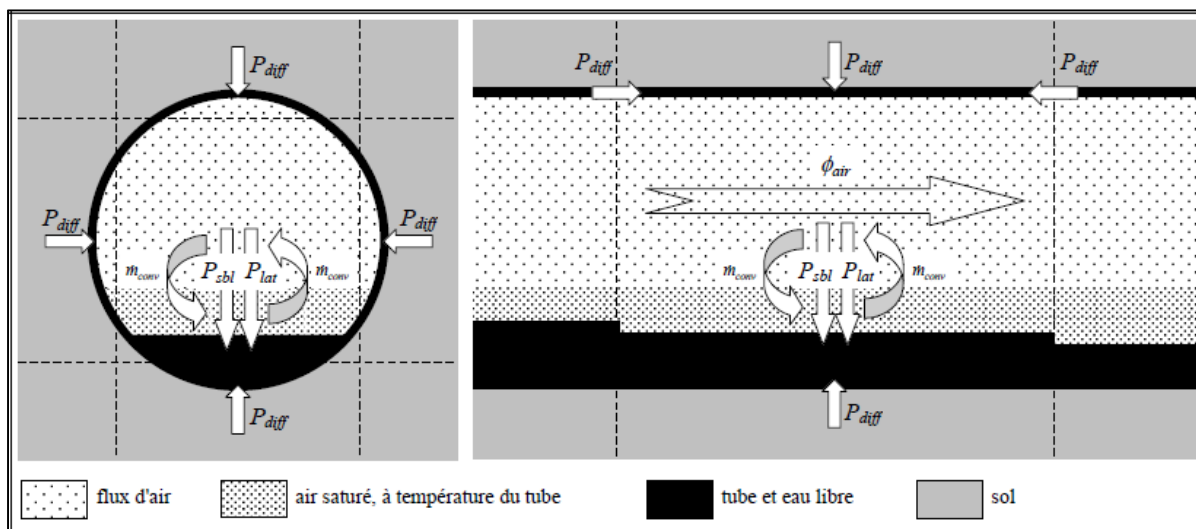 P_diff
P_diff P_diff
ṁ_conv P_sbl P_lat ṁ_conv
P_diff
P_diff P_diff P_diff
ϕ_air
ṁ_conv P_sbl P_lat ṁ_conv
P_diff
flux d'air
air saturé, à température du tube
tube et eau libre
sol